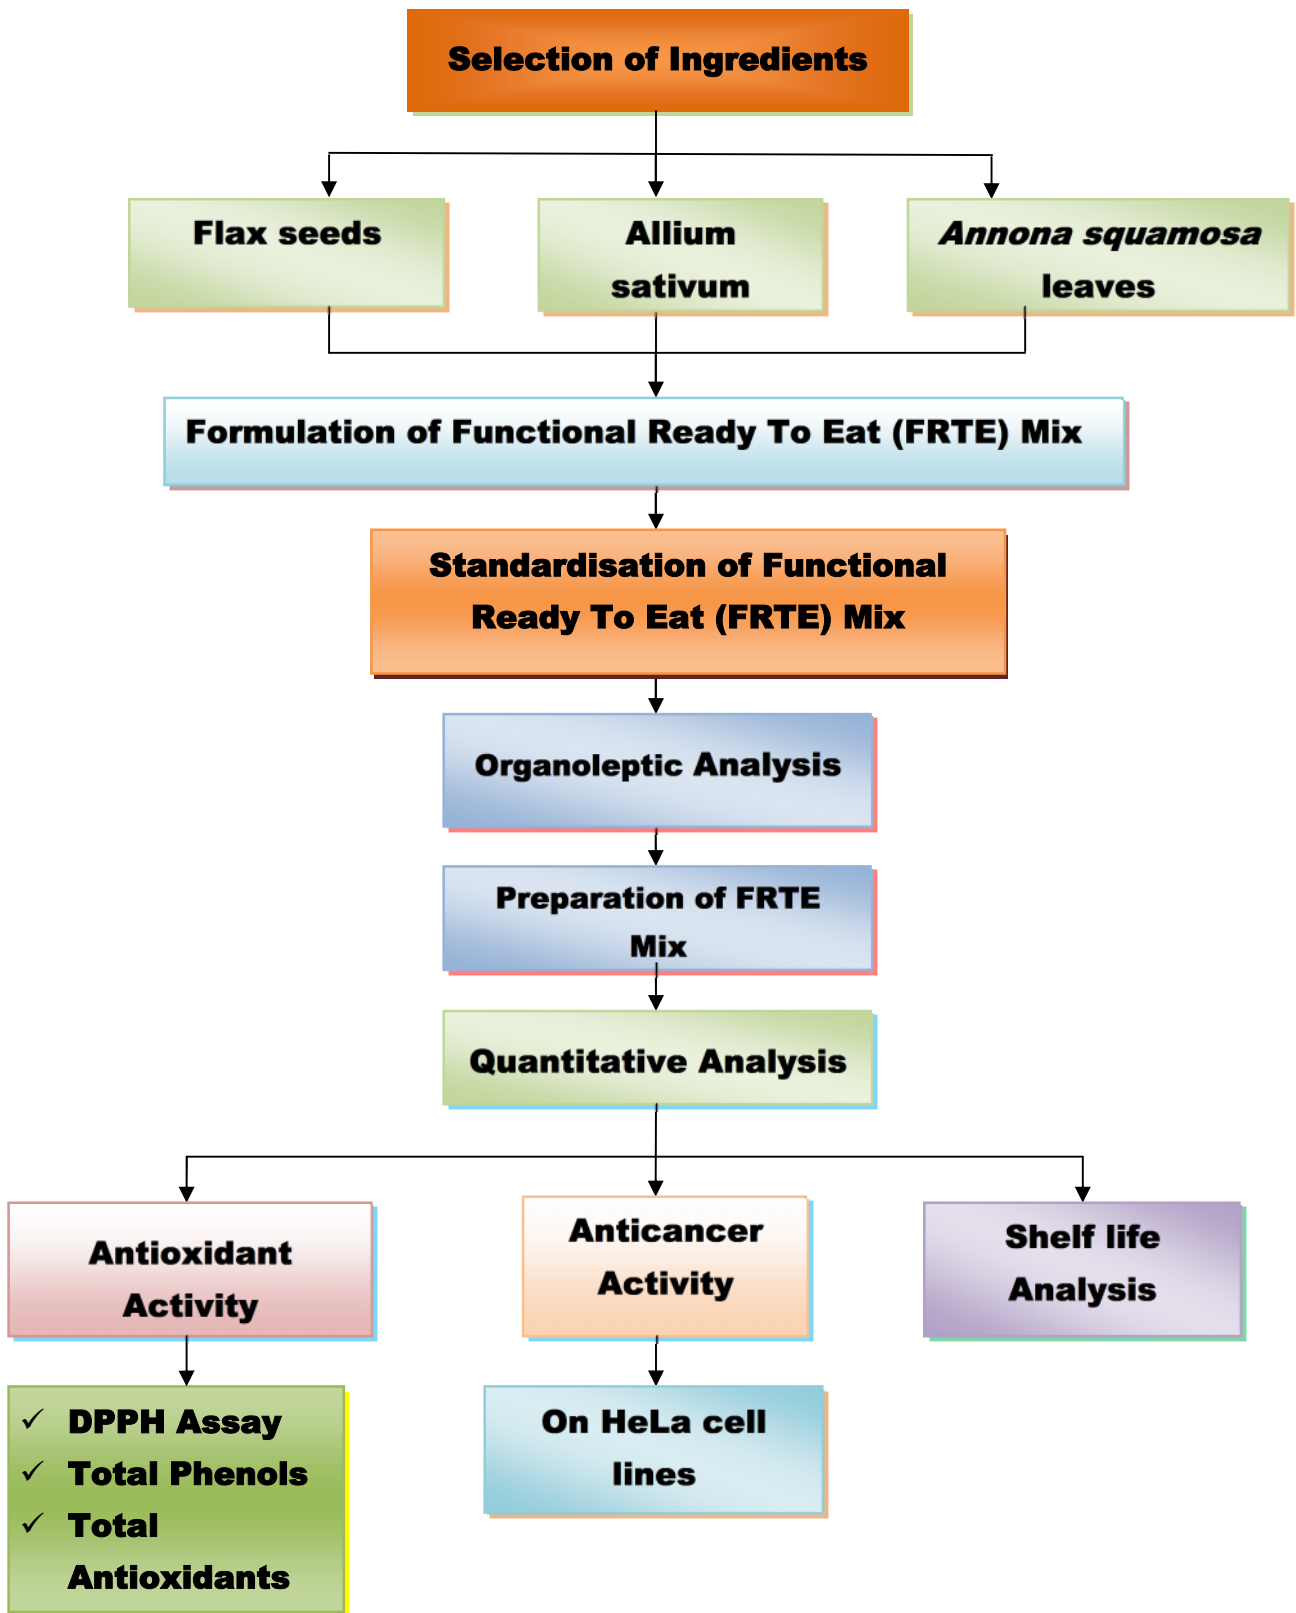 Selection of Ingredients
Flax seeds
Allium
sativum
Annona squamosa
leaves
Formulation of Functional Ready To Eat (FRTE) Mix
Standardisation of Functional
Ready To Eat (FRTE) Mix
Organoleptic Analysis
Preparation of FRTE
Mix
Quantitative Analysis
Antioxidant
Activity
Anticancer
Activity
Shelf life
Analysis
✓ DPPH Assay
✓ Total Phenols
✓ Total
Antioxidants
On HeLa cell
lines